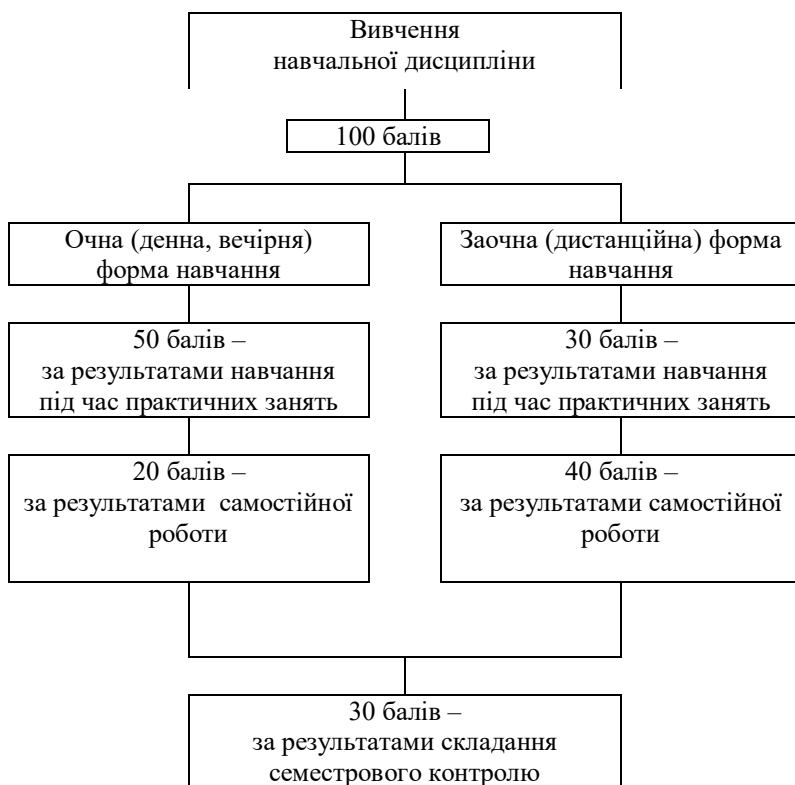 Вивчення
навчальної дисципліни
100 балів
Очна (денна, вечірня)
форма навчання
Заочна (дистанційна) форма
навчання
50 балів –
за результатами навчання
під час практичних занять
30 балів –
за результатами навчання
під час практичних занять
20 балів –
за результатами самостійної
роботи
40 балів –
за результатами самостійної
роботи
30 балів –
за результатами складання
семестрового контролю